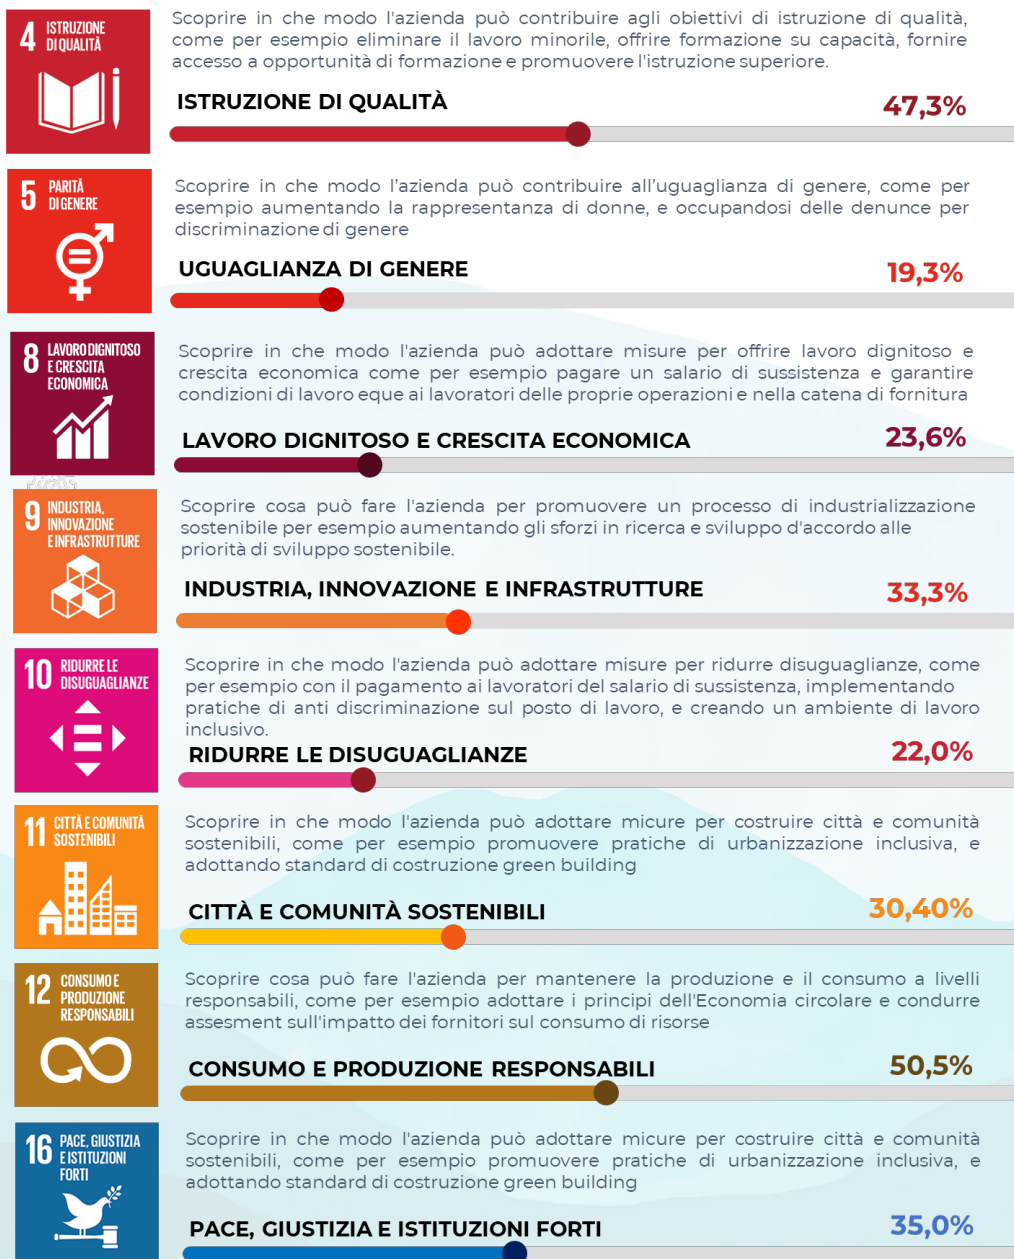 4 ISTRUZIONE
DI QUALITÀ
Scoprire in che modo l'azienda può contribuire agli obiettivi di istruzione di qualità,
come per esempio eliminare il lavoro minorile, offrire formazione su capacità, fornire
accesso a opportunità di formazione e promuovere l'istruzione superiore.
ISTRUZIONE DI QUALITÀ
47,3%
5 PARITÀ
DI GENERE
Scoprire in che modo l’azienda può contribuire all’uguaglianza di genere, come per
esempio aumentando la rappresentanza di donne, e occupandosi delle denunce per
discriminazione di genere
UGUAGLIANZA DI GENERE
19,3%
8 LAVORO DIGNITOSO
E CRESCITA
ECONOMICA
Scoprire in che modo l'azienda può adottare misure per offrire lavoro dignitoso e
crescita economica come per esempio pagare un salario di sussistenza e garantire
condizioni di lavoro eque ai lavoratori delle proprie operazioni e nella catena di fornitura
LAVORO DIGNITOSO E CRESCITA ECONOMICA
23,6%
9 INDUSTRIA,
INNOVAZIONE
E INFRASTRUTTURE
Scoprire cosa può fare l'azienda per promuovere un processo di industrializzazione
sostenibile per esempio aumentando gli sforzi in ricerca e sviluppo d'accordo alle
priorità di sviluppo sostenibile.
INDUSTRIA, INNOVAZIONE E INFRASTRUTTURE
33,3%
10 RIDURRE LE
DISUGUAGLIANZE
Scoprire in che modo l'azienda può adottare misure per ridurre disuguaglianze, come
per esempio con il pagamento ai lavoratori del salario di sussistenza, implementando
pratiche di anti discriminazione sul posto di lavoro, e creando un ambiente di lavoro
inclusivo.
RIDURRE LE DISUGUAGLIANZE
22,0%
11 CITTÀ E COMUNITÀ
SOSTENIBILI
Scoprire in che modo l'azienda può adottare micure per costruire città e comunità
sostenibili, come per esempio promuovere pratiche di urbanizzazione inclusiva, e
adottando standard di costruzione green building
CITTÀ E COMUNITÀ SOSTENIBILI
30,40%
12 CONSUMO E
PRODUZIONE
RESPONSABILI
Scoprire cosa può fare l'azienda per mantenere la produzione e il consumo a livelli
responsabili, come per esempio adottare i principi dell'Economia circolare e condurre
assesment sull'impatto dei fornitori sul consumo di risorse
CONSUMO E PRODUZIONE RESPONSABILI
50,5%
16 PACE, GIUSTIZIA
E ISTITUZIONI
FORTI
Scoprire in che modo l'azienda può adottare micure per costruire città e comunità
sostenibili, come per esempio promuovere pratiche di urbanizzazione inclusiva, e
adottando standard di costruzione green building
PACE, GIUSTIZIA E ISTITUZIONI FORTI
35,0%